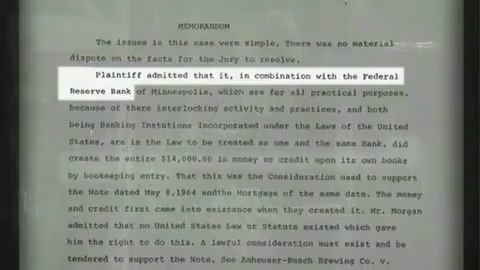 MEMORANDUM
The issues in this case were simple. There was no material
dispute on the facts for the Jury to resolve.
Plaintiff admitted that it, in combination with the Federal
Reserve Bank of Minneapolis, which are for all practical purposes,
because of there interlocking activity and practices, and both
being Banking Instutions Incorporated under the Laws of the United
States, are in the Law to be treated as one and the same Bank, did
create the entire $14,000.00 in money or credit upon its own books
by bookkeeping entry. That this was the Consideration used to support
the Note dated May 8,1964 andthe Mortgage of the same date. The money
and credit first came into existance when they created it. Mr. Morgan
admitted that no United States Law or Statute existed which gave
him the right to do this. A lawful consideration must exist and be
tendered to support the Note. See Anheuser-Busch Brewing Co. v.